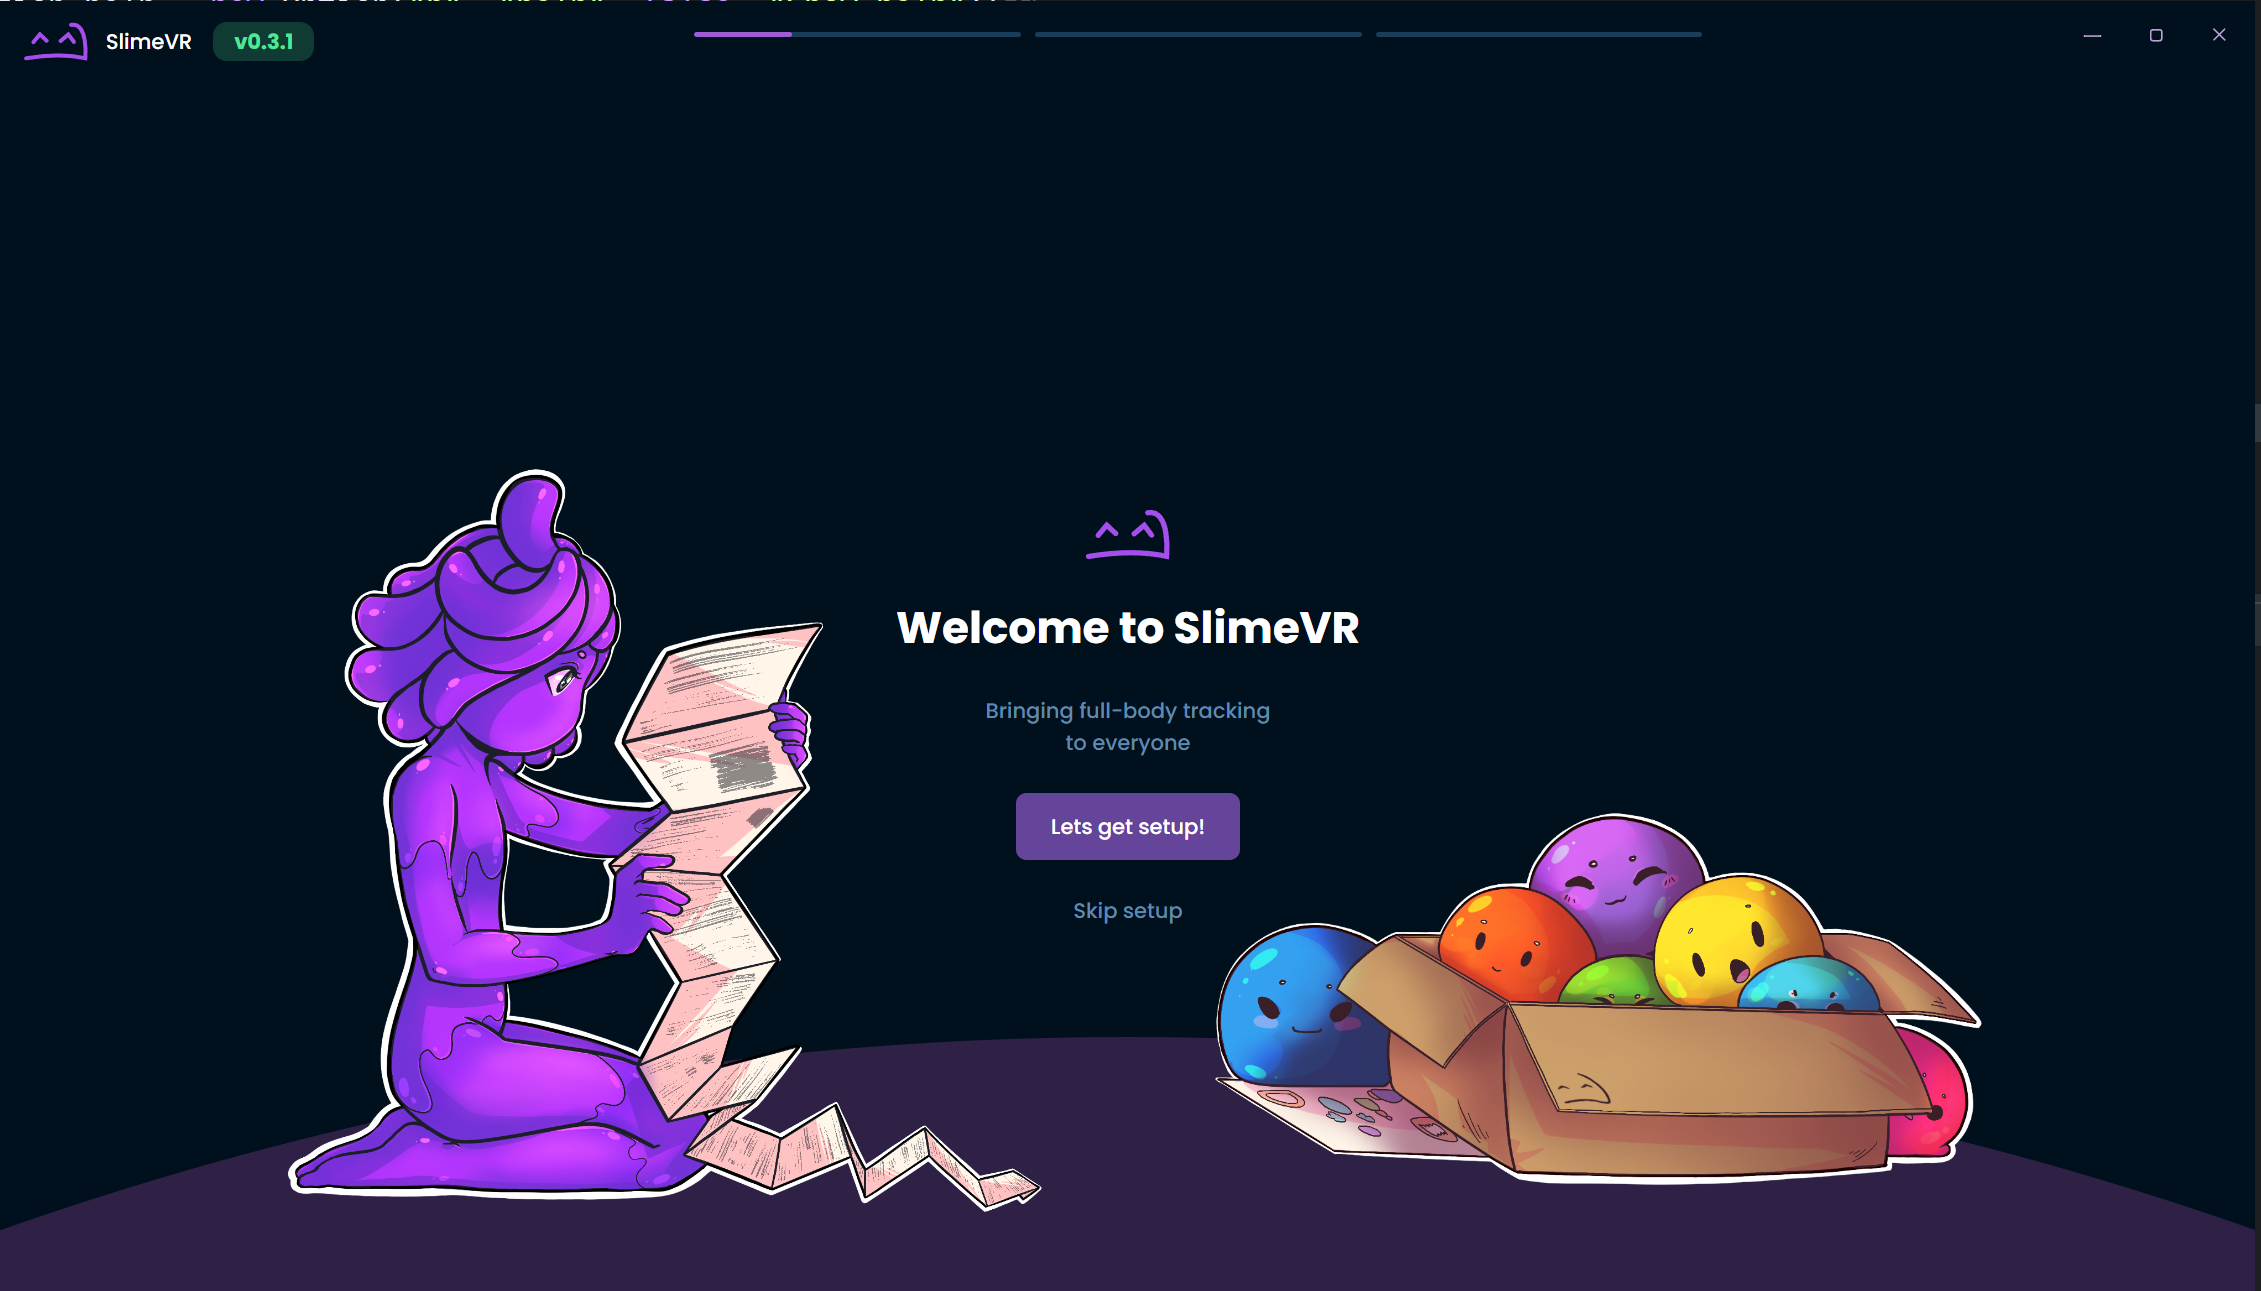 SlimeVR
v0.3.1
Welcome to SlimeVR
Bringing full-body tracking
to everyone
Lets get setup!
Skip setup